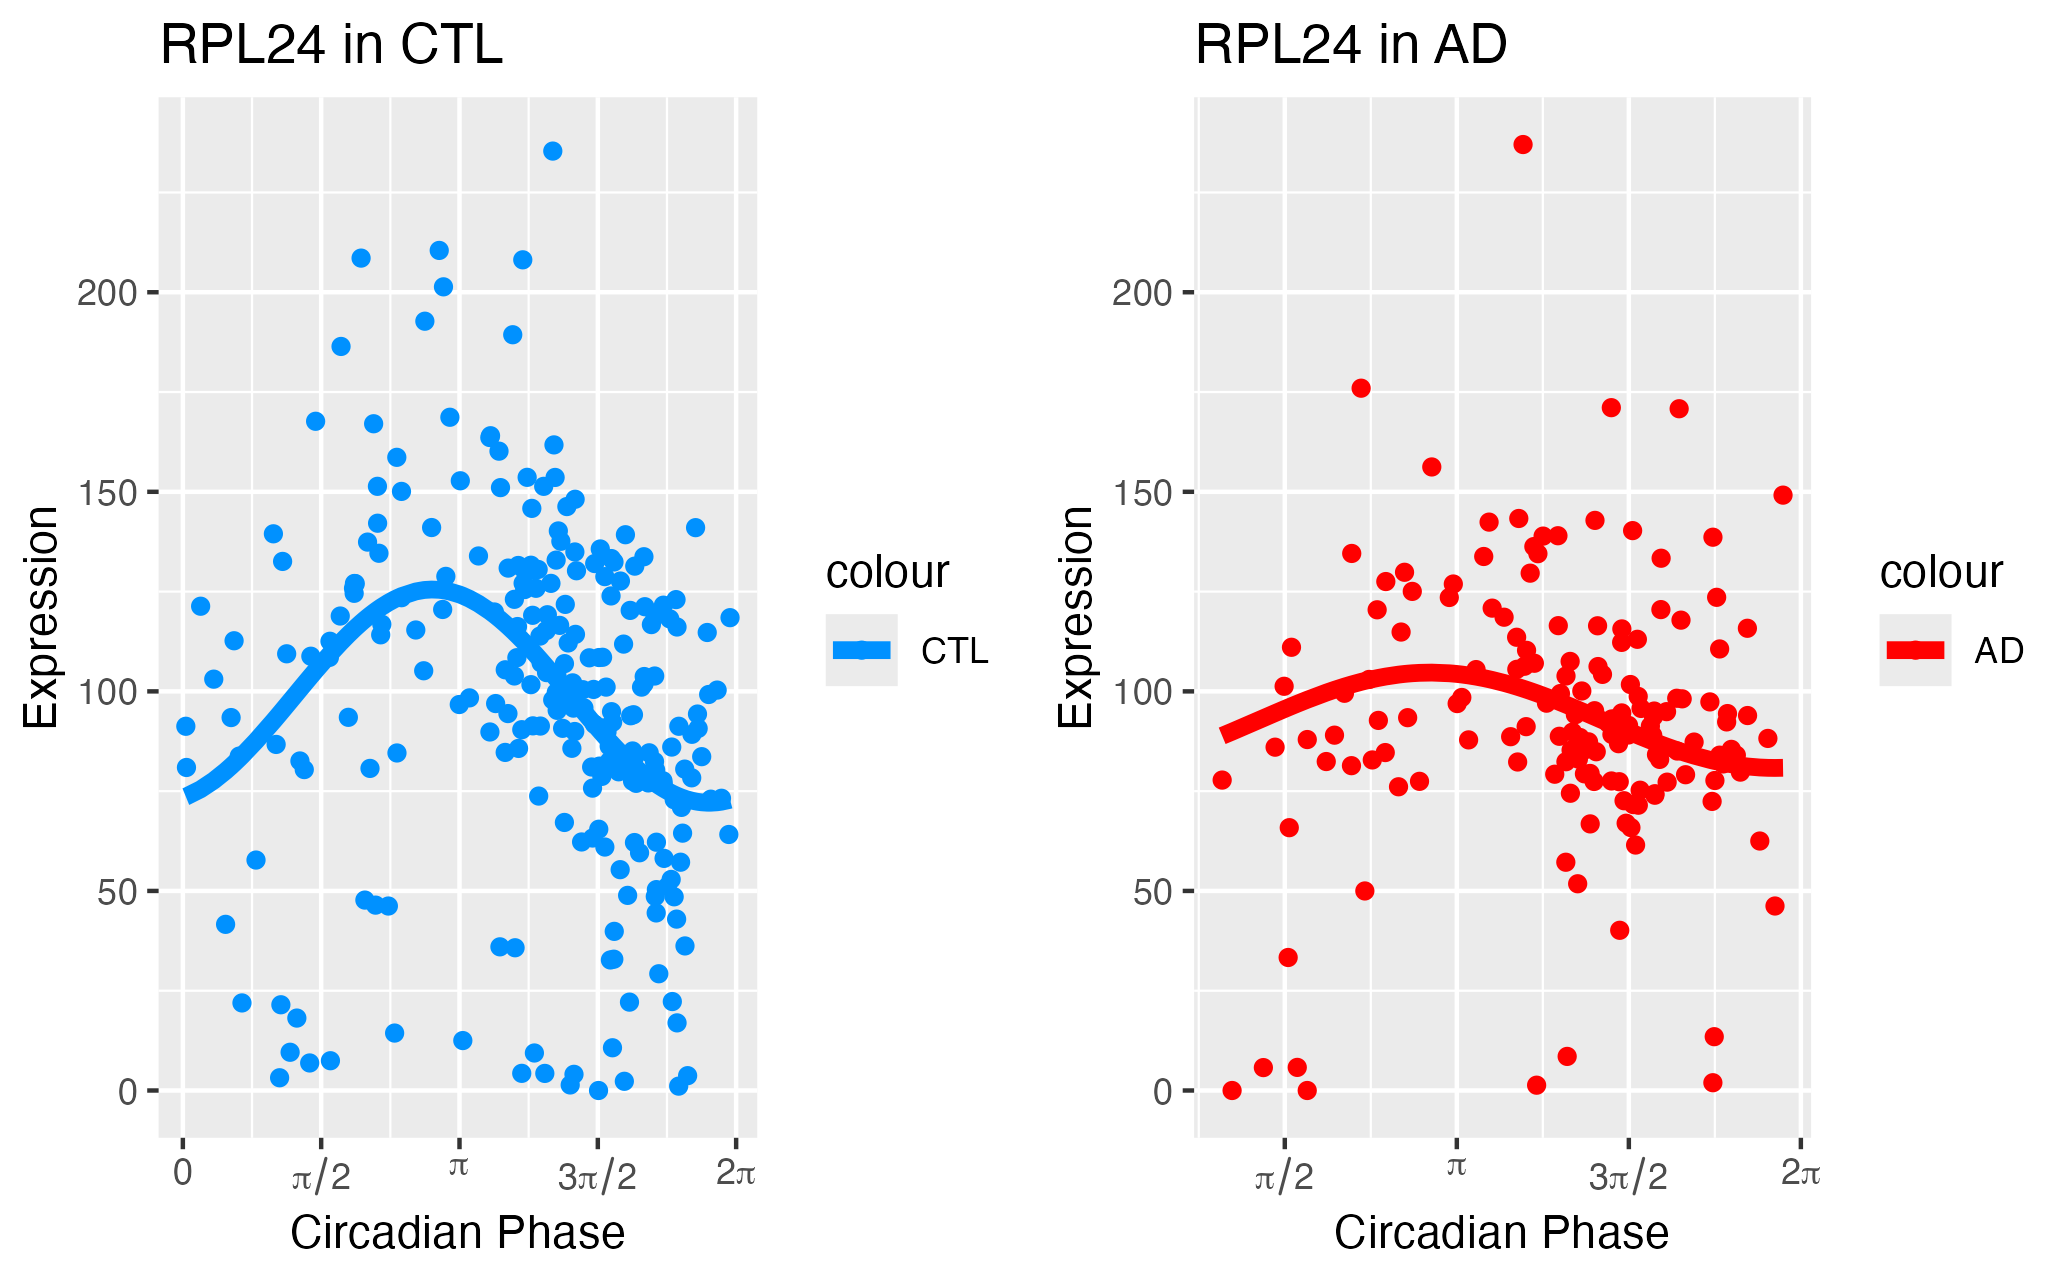 RPL24 in CTL
Expression
200
150
100
50
0
0
π/2
π
3π/2
2π
Circadian Phase
colour
CTL
RPL24 in AD
Expression
200
150
100
50
0
π/2
π
3π/2
2π
Circadian Phase
colour
AD